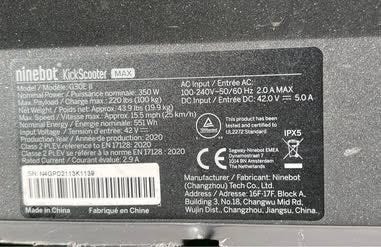 ninebot KickScooter MAX
Model / Modèle: G30E II
Nominal Power / Puissance nominale: 350 W
Max. Payload / Charge max.: 220 lbs (100 kg)
Net Weight / Poids net: Approx. 43.9 lbs (19.9 kg)
Max. Speed / Vitesse max.: Approx. 15.5 mph (25 km/h)
Nominal Energy / Énergie nominale: 551 Wh
Input Voltage / Tension d'entrée: 42 V
Production year / Année de production: 2020
Class 2 PLEV reference to EN 17128: 2020
Classe 2 PLEV se référer à la norme EN 17128 : 2020
Current / Courant évalué: 2.9 A
SN: N4GPD2113K1139
Made in China
Fabriqué en China
AC Input / Entrée AC:
100-240V~50/60 Hz 2.0 A MAX
DC Input / Entrée DC: 42.0 V 5.0 A
This product has been
tested and certified to
UL2272 Standard
IPX5
Segway-Ninebot EMEA
Dynamostraat 7
1014 BN Amsterdam
The Netherlands
Manufacturer / Fabricant: Ninebot
(Changzhou) Tech Co., Ltd.
Address / Adresse: 16F-17F, Block A,
Building 3, No.18, Changwu Mid Rd,
Wujin Dist., Changzhou, Jiangsu, China.